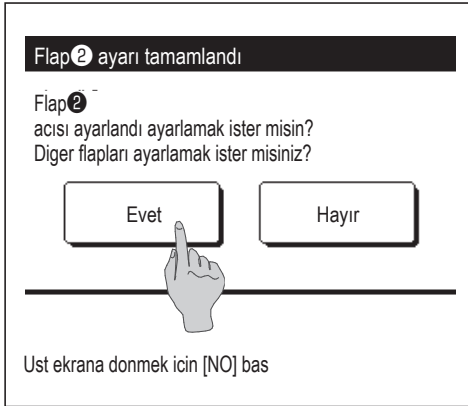 Flap❷ ayarı tamamlandı
Flap❷
acısı ayarlandı ayarlamak ister misin?
Diger flapları ayarlamak ister misiniz?
Evet
Hayır
Ust ekrana donmek icin [NO] bas